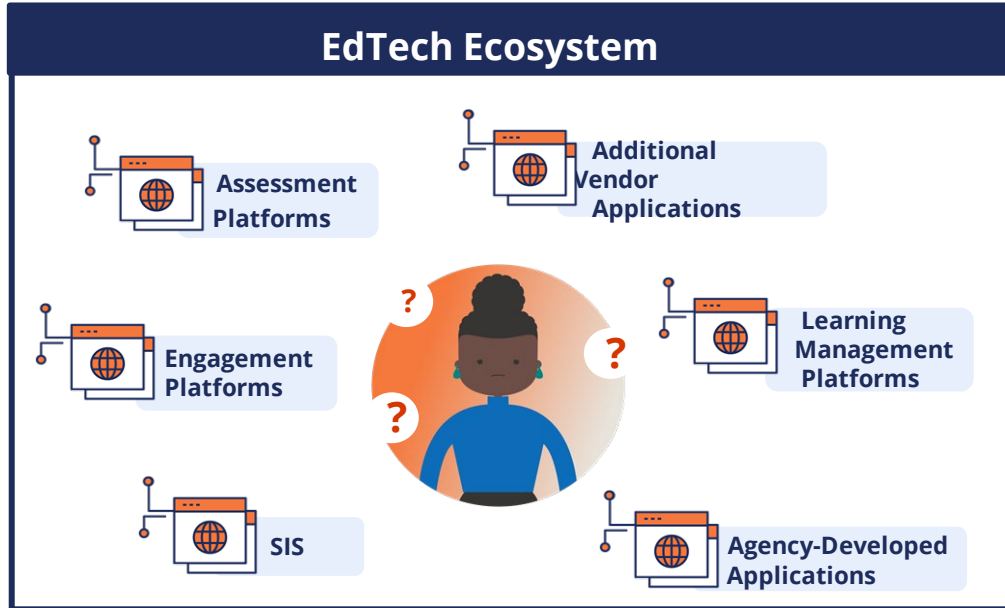 EdTech Ecosystem
Assessment
Platforms
Additional
Vendor
Applications
?
?
?
Engagement
Platforms
Learning
Management
Platforms
SIS
Agency-Developed
Applications